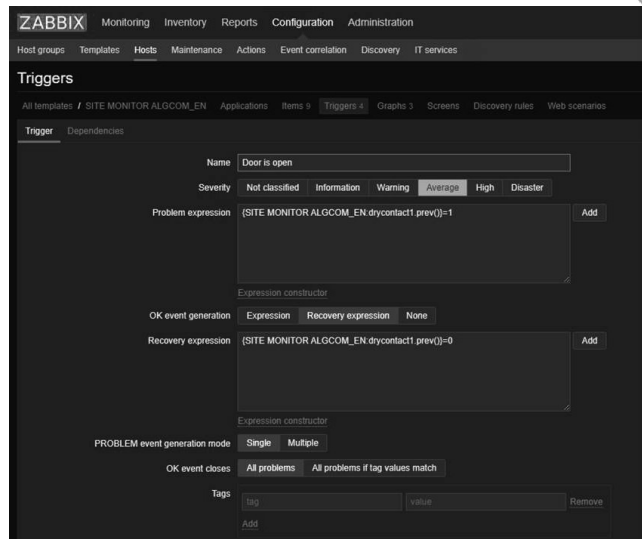 ZABBIX Monitoring Inventory Reports Configuration Administration
Host groups Templates Hosts Maintenance Actions Event correlation Discovery IT services
Triggers
All templates / SITE MONITOR ALGCOM_EN Applications Items 9 Triggers 4 Graphs 3 Screens Discovery rules Web scenarios
Trigger Dependencies
Name Door is open
Severity Not classified Information Warning Average High Disaster
Problem expression {SITE MONITOR ALGCOM_EN:drycontact1.prev()}=1 Add
Expression constructor
OK event generation Expression Recovery expression None
Recovery expression {SITE MONITOR ALGCOM_EN:drycontact1.prev()}=0 Add
Expression constructor
PROBLEM event generation mode Single Multiple
OK event closes All problems All problems if tag values match
Tags tag value Remove
Add